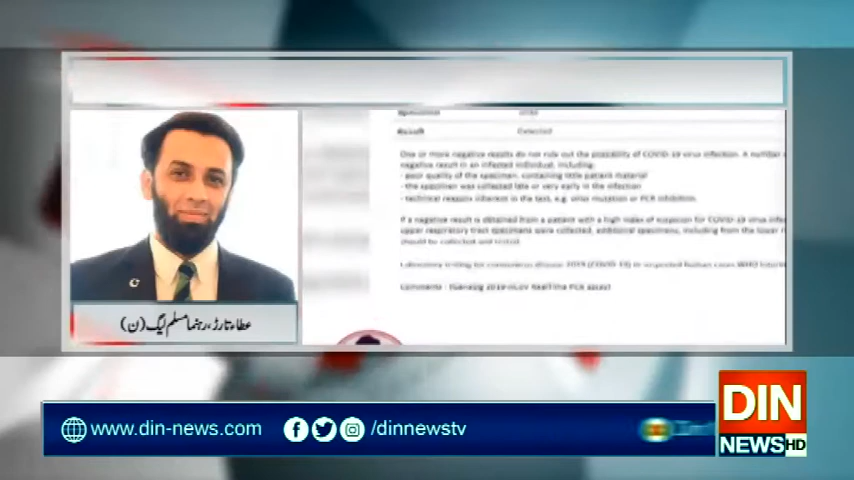 Result
Detected
One or more negative results do not rule out the possibility of COVID-19 virus infection. A number
negative result in an infected individual, including:
- poor quality of the specimen, containing little patient material
- the specimen was collected late or very early in the infection
- technical reasons inherent in the test, e.g. virus mutation or PCR inhibition.
If a negative result is obtained from a patient with a high index of suspicion for COVID-19 virus
upper respiratory tract specimens were collected, additional specimens, including from the lower
should be collected and tested.
Laboratory testing for coronavirus disease 2019 (COVID-19) in suspected human cases WHO
Comments : 2019-nCoV RealTime PCR
عطاء تارڑ، رہنما مسلم لیگ (ن)
www.din-news.com
/dinnewstv
DIN
NEWS HD